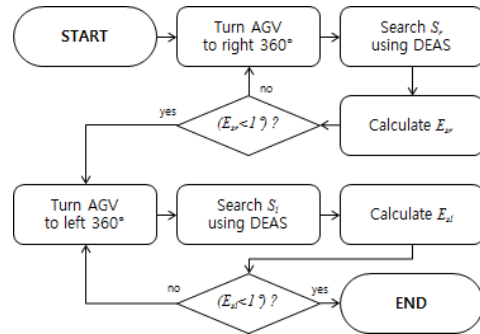 START
Turn AGV
to right 360°
Search Sr
using DEAS
no
yes
(Ear<1°) ?
Calculate Ear
Turn AGV
to left 360°
Search Sl
using DEAS
Calculate Eal
no
(Eal<1°) ?
yes
END